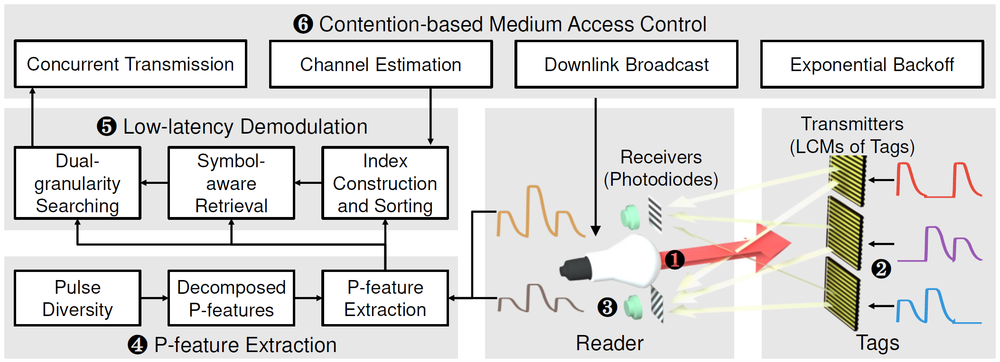 ❻ Contention-based Medium Access Control
Concurrent Transmission
Channel Estimation
Downlink Broadcast
Exponential Backoff
❺ Low-latency Demodulation
Dual-
granularity
Searching
Symbol-
aware
Retrieval
Index
Construction
and Sorting
Pulse
Diversity
Decomposed
P-features
P-feature
Extraction
❹ P-feature Extraction
Receivers
(Photodiodes)
❶
❸
Reader
Transmitters
(LCMs of Tags)
❷
Tags